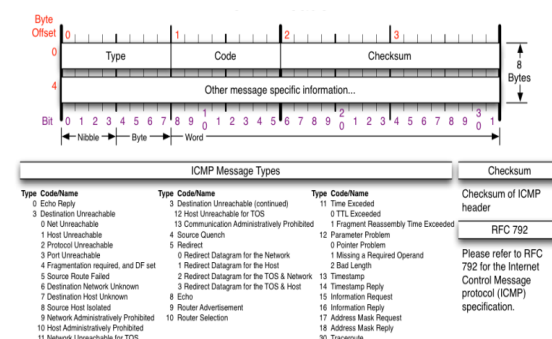 Byte
Offset
0 1 2 3
0 Type Code Checksum
4 Other message specific information...
8
Bytes
Bit 0 1 2 3 4 5 6 7 8 9 10 1 2 3 4 5 6 7 8 9 20 1 2 3 4 5 6 7 8 9 30 1
Nibble Byte Word
ICMP Message Types
Type Code/Name
0 Echo Reply
3 Destination Unreachable
0 Net Unreachable
1 Host Unreachable
2 Protocol Unreachable
3 Port Unreachable
4 Fragmentation required, and DF set
5 Source Route Failed
6 Destination Network Unknown
7 Destination Host Unknown
8 Source Host Isolated
9 Network Administratively Prohibited
10 Host Administratively Prohibited
11 Network Unreachable for TOS
Type Code/Name
3 Destination Unreachable (continued)
12 Host Unreachable for TOS
13 Communication Administratively Prohibited
4 Source Quench
5 Redirect
0 Redirect Datagram for the Network
1 Redirect Datagram for the Host
2 Redirect Datagram for the TOS & Network
3 Redirect Datagram for the TOS & Host
8 Echo
9 Router Advertisement
10 Router Selection
Type Code/Name
11 Time Exceeded
0 TTL Exceeded
1 Fragment Reassembly Time Exceeded
12 Parameter Problem
0 Pointer Problem
1 Missing a Required Operand
2 Bad Length
13 Timestamp
14 Timestamp Reply
15 Information Request
16 Information Reply
17 Address Mask Request
18 Address Mask Reply
30 Traceroute
Checksum
Checksum of ICMP
header
RFC 792
Please refer to RFC
792 for the Internet
Control Message
protocol (ICMP)
specification.